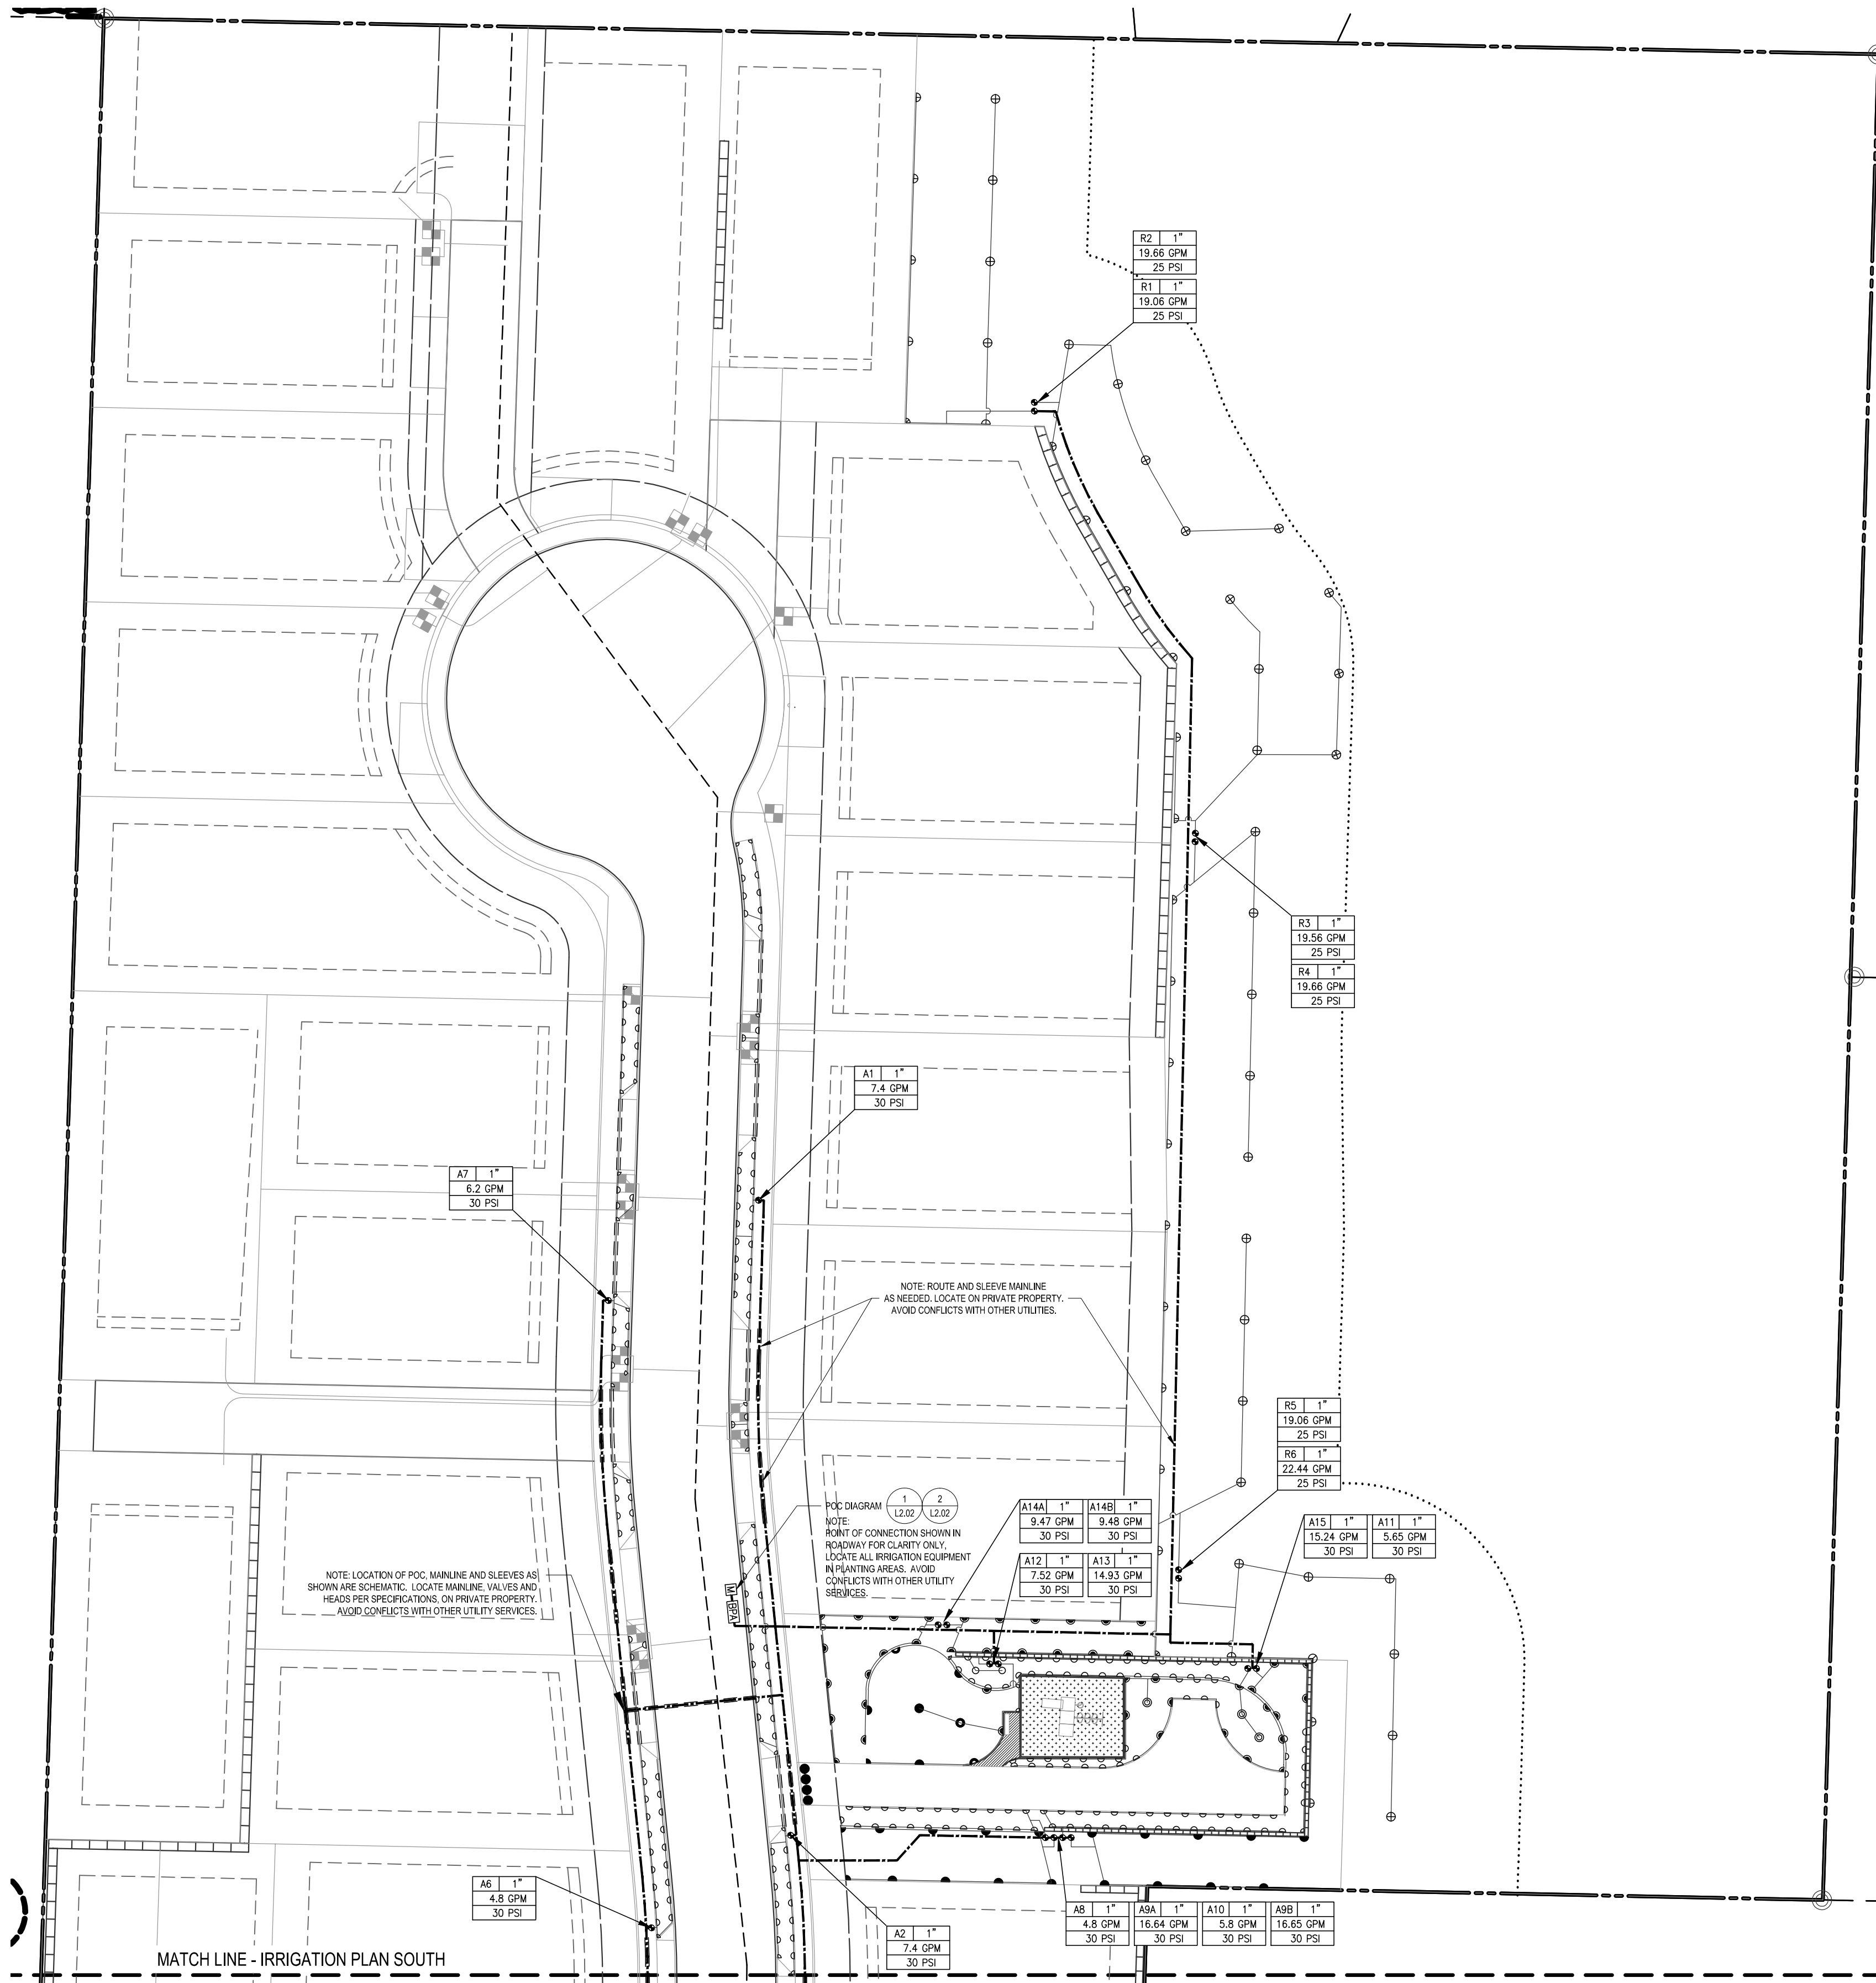 R2 1"
19.66 GPM
25 PSI
R1 1"
19.06 GPM
25 PSI
R3 1"
19.56 GPM
25 PSI
R4 1"
19.66 GPM
25 PSI
A1 1"
7.4 GPM
30 PSI
A7 1"
6.2 GPM
30 PSI
NOTE: ROUTE AND SLEEVE MAINLINE
AS NEEDED. LOCATE ON PRIVATE PROPERTY.
AVOID CONFLICTS WITH OTHER UTILITIES.
R5 1"
19.06 GPM
25 PSI
R6 1"
22.44 GPM
25 PSI
POC DIAGRAM
1
L2.02
2
L2.02
NOTE:
POINT OF CONNECTION SHOWN IN
ROADWAY FOR CLARITY ONLY,
LOCATE ALL IRRIGATION EQUIPMENT
IN PLANTING AREAS. AVOID
CONFLICTS WITH OTHER UTILITY
SERVICES.
A14A 1"
9.47 GPM
30 PSI
A14B 1"
9.48 GPM
30 PSI
A12 1"
7.52 GPM
30 PSI
A13 1"
14.93 GPM
30 PSI
A15 1"
15.24 GPM
30 PSI
A11 1"
5.65 GPM
30 PSI
NOTE: LOCATION OF POC, MAINLINE AND SLEEVES AS
SHOWN ARE SCHEMATIC. LOCATE MAINLINE, VALVES AND
HEADS PER SPECIFICATIONS, ON PRIVATE PROPERTY.
AVOID CONFLICTS WITH OTHER UTILITY SERVICES.
M
BPA
A6 1"
4.8 GPM
30 PSI
A2 1"
7.4 GPM
30 PSI
A8 1"
4.8 GPM
30 PSI
A9A 1"
16.64 GPM
30 PSI
A10 1"
5.8 GPM
30 PSI
A9B 1"
16.65 GPM
30 PSI
MATCH LINE - IRRIGATION PLAN SOUTH